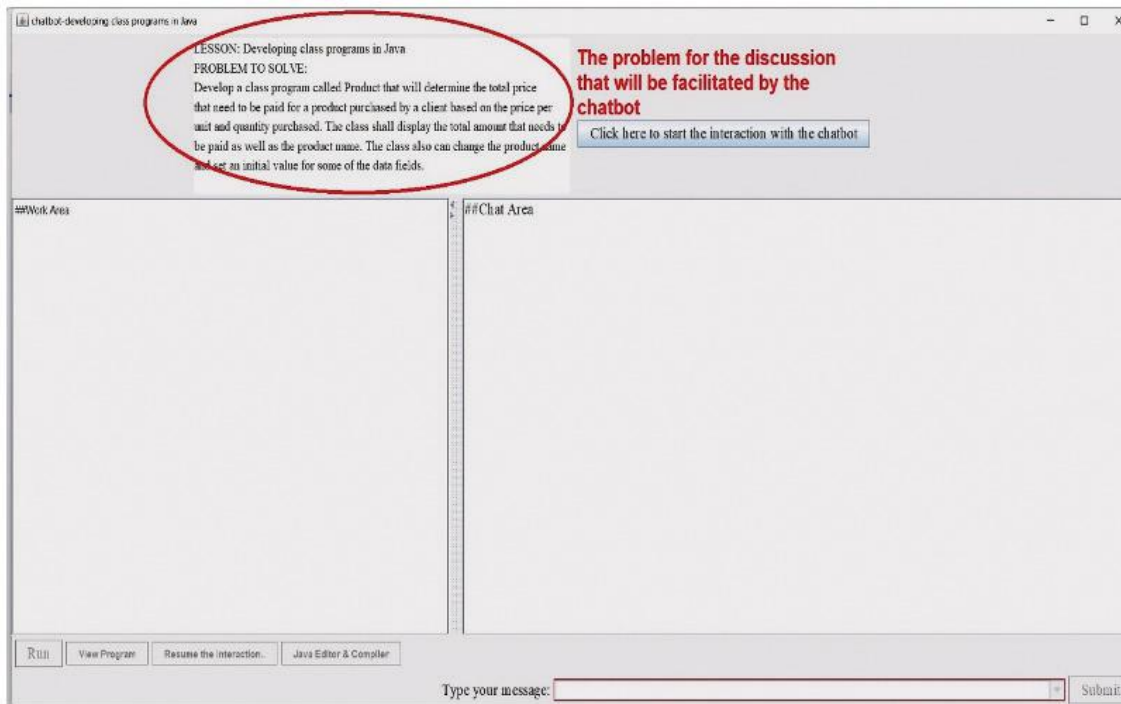 chatbot-developing class programs in Java
LESSON: Developing class programs in Java
PROBLEM TO SOLVE:
Develop a class program called Product that will determine the total price
that need to be paid for a product purchased by a client based on the price per
unit and quantity purchased. The class shall display the total amount that needs to
be paid as well as the product name. The class also can change the product name
and set an initial value for some of the data fields.
The problem for the discussion
that will be facilitated by the
chatbot
Click here to start the interaction with the chatbot
##Work Area
##Chat Area
Run
View Program
Resume the Interaction..
Java Editor & Compiler
Type your message:
Submit